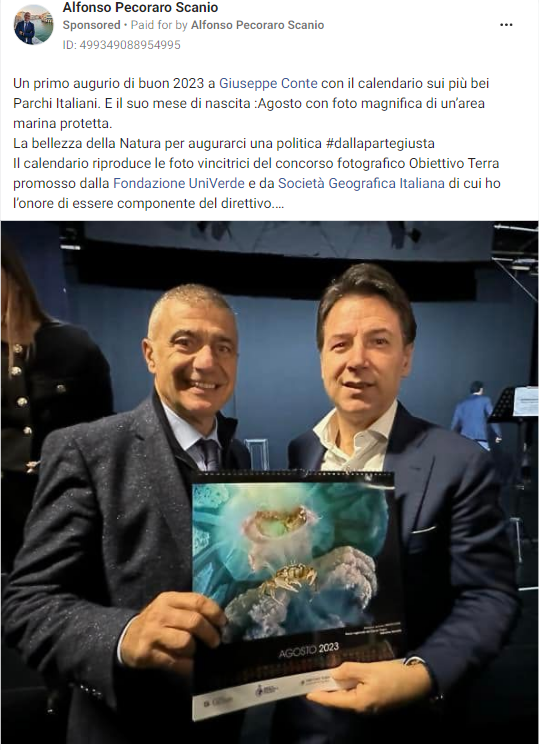 Alfonso Pecoraro Scanio
Sponsored • Paid for by Alfonso Pecoraro Scanio
ID: 499349088954995
Un primo augurio di buon 2023 a Giuseppe Conte con il calendario sui più bei
Parchi Italiani. E il suo mese di nascita :Agosto con foto magnifica di un'area
marina protetta.
La bellezza della Natura per augurarci una politica #dallapartegiusta
Il calendario riproduce le foto vincitrici del concorso fotografico Obiettivo Terra
promosso dalla Fondazione UniVerde e da Società Geografica Italiana di cui ho
l'onore di essere componente del direttivo....
AGOSTO 2023